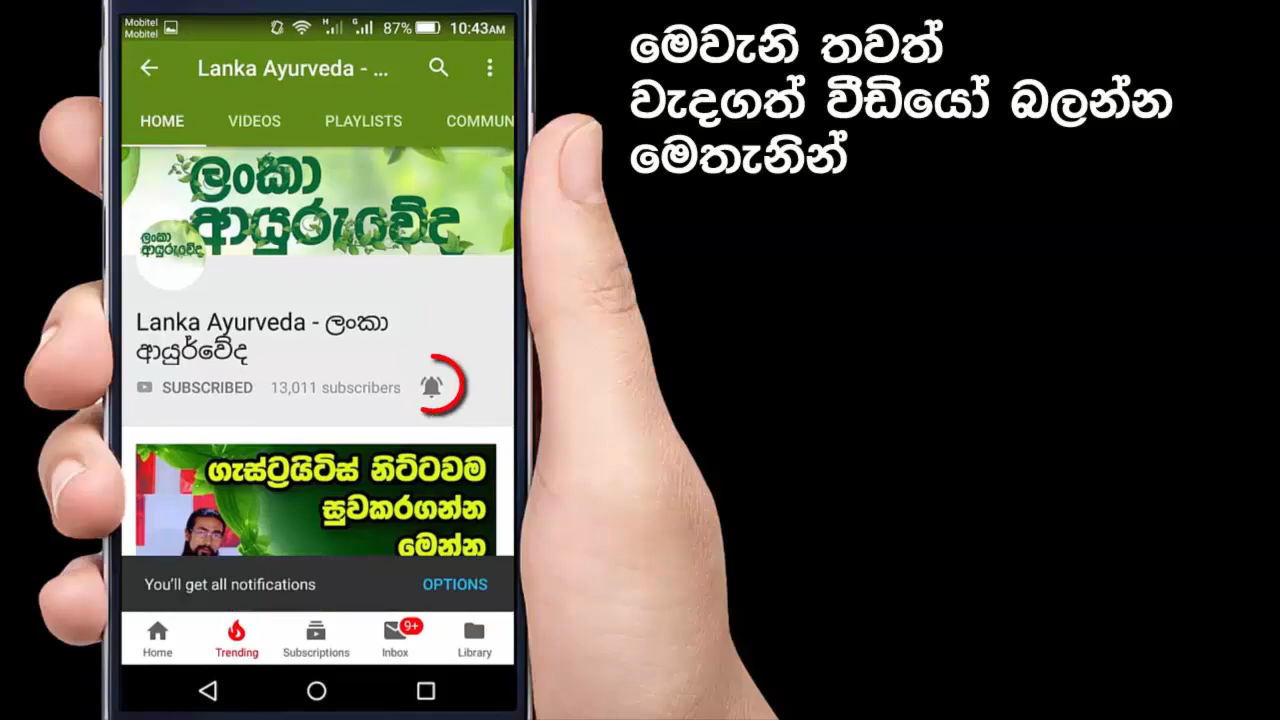 Mobitel
Mobitel
H G 87% 10:43AM
Lanka Ayurveda - ...
HOME VIDEOS PLAYLISTS COMMUN
ලංකා
ආයුරුවේද
ලංකා
ආයුරුවේද
Lanka Ayurveda - ලංකා
ආයුර්වේද
SUBSCRIBED 13,011 subscribers
ගැස්ට්‍රයිටිස් නිට්ටවම
සුවකරගන්න
මෙන්න
You'll get all notifications OPTIONS
9+
Home Trending Subscriptions Inbox Library
මෙවැනි තවත්
වැදගත් වීඩියෝ බලන්න
මෙතැනින්